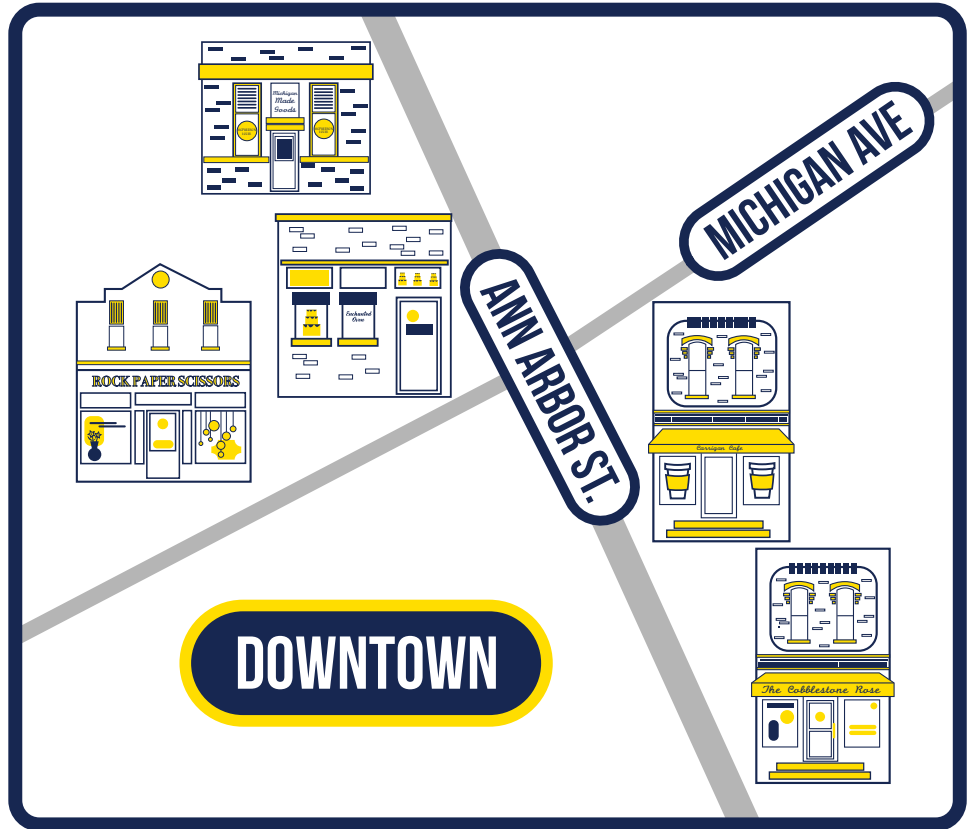 Michigan
Made
Goods
MICHIGAN AVE
ANN ARBOR ST.
Enchanted
Oven
ROCK PAPER SCISSORS
Carrigan Cafe
DOWNTOWN
The Cobblestone Rose